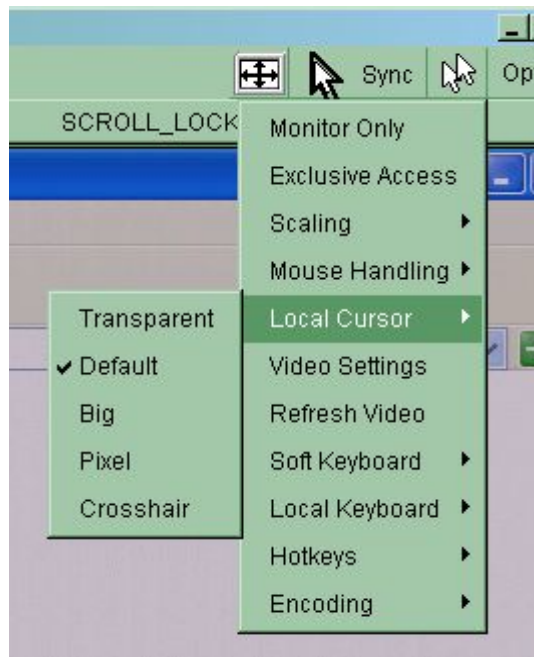 Sync
Op
SCROLL_LOCK
Monitor Only
Exclusive Access
Scaling
Mouse Handling
Local Cursor
Video Settings
Refresh Video
Soft Keyboard
Local Keyboard
Hotkeys
Encoding
Transparent
Default
Big
Pixel
Crosshair